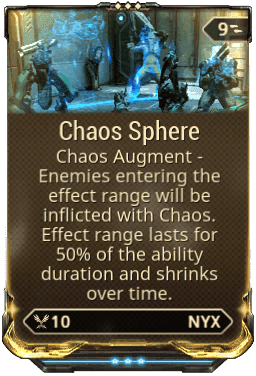 9
Chaos Sphere
Chaos Augment -
Enemies entering the
effect range will be
inflicted with Chaos.
Effect range lasts for
50% of the ability
duration and shrinks
over time.
10 NYX